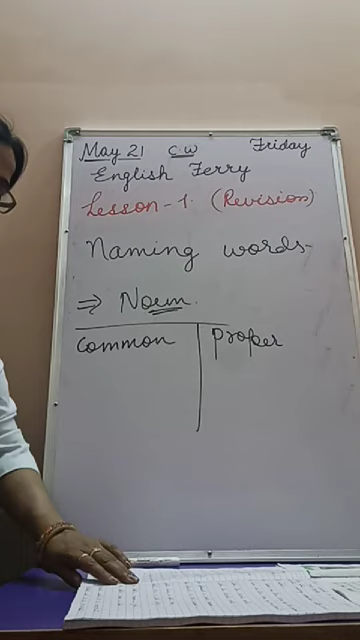 May 21 C.W Friday
English Ferry
Lesson-1. (Revision)
Naming words-
⇒ Noun.
Common Proper